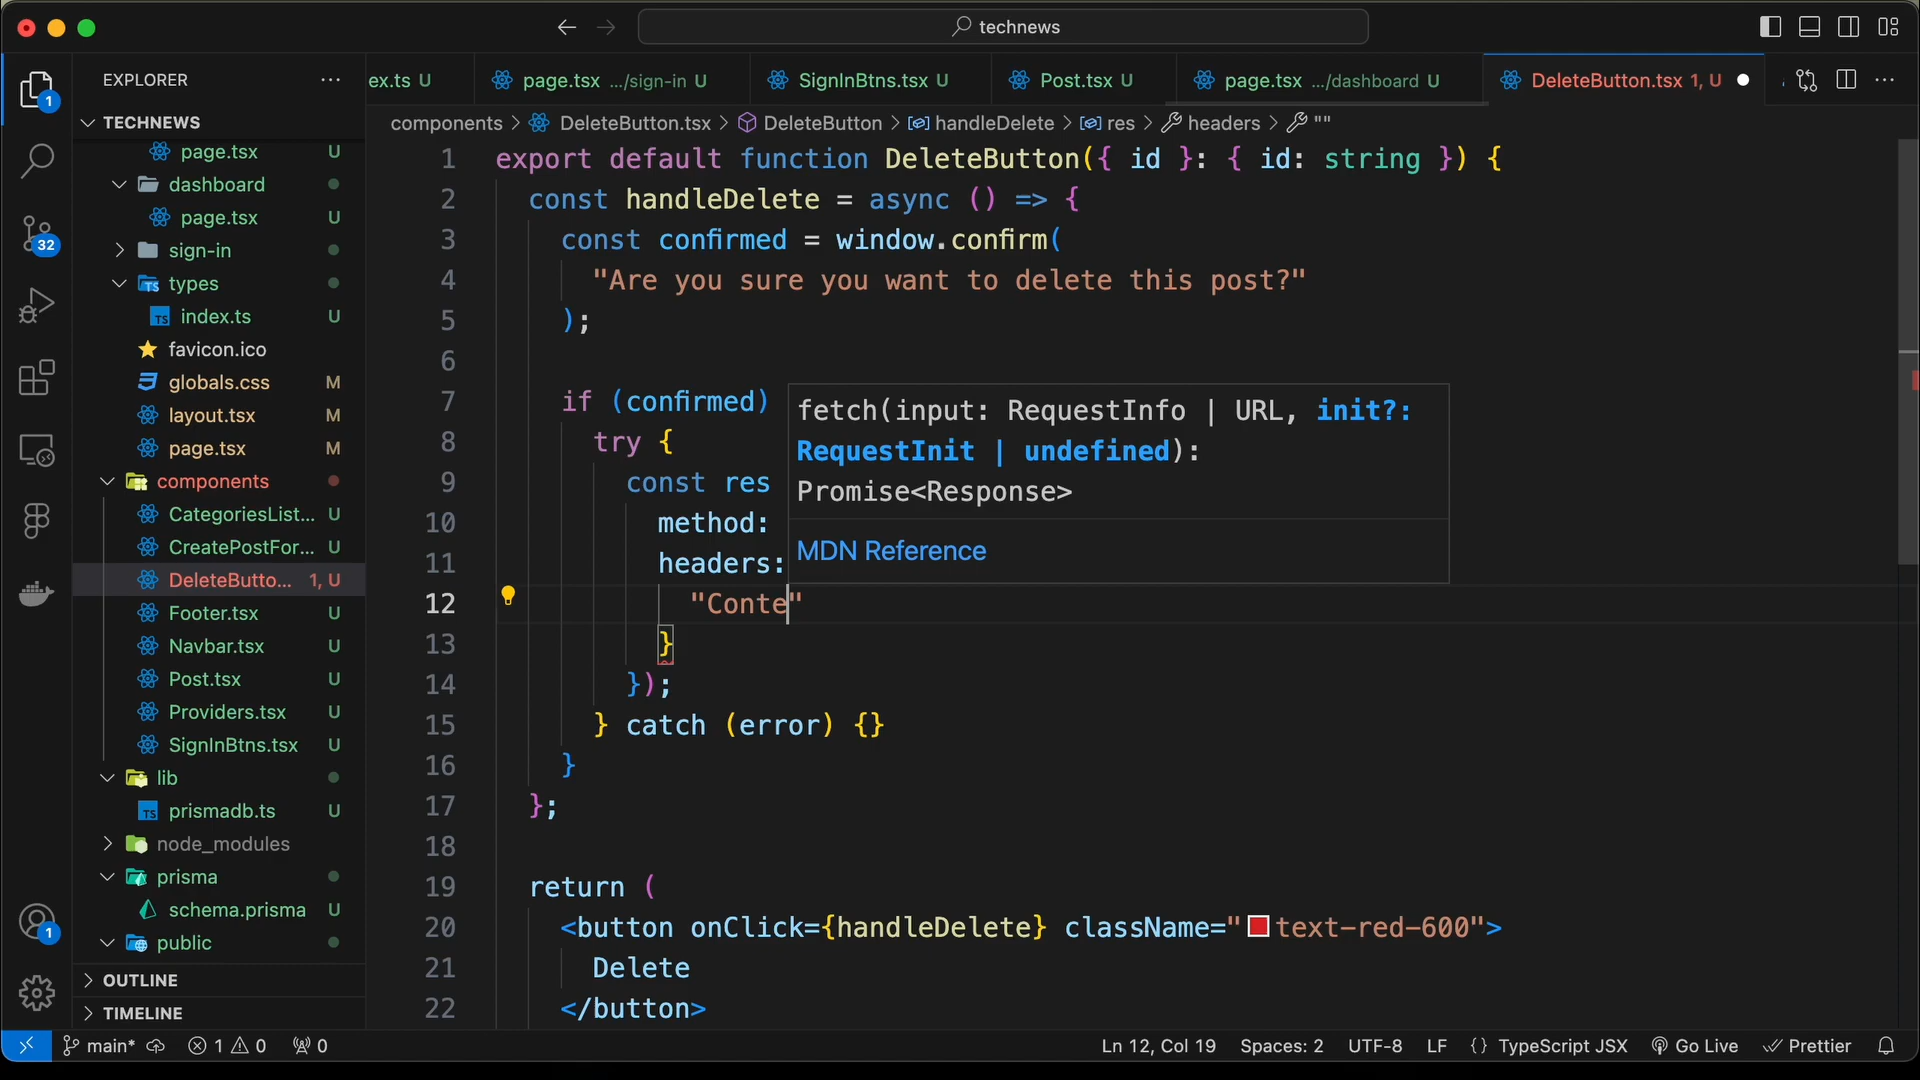 technews
EXPLORER
ex.ts U
page.tsx .../sign-in U
SignInBtns.tsx U
Post.tsx U
page.tsx .../dashboard U
DeleteButton.tsx 1, U
1
TECHNEWS
components > DeleteButton.tsx > DeleteButton > handleDelete > res > headers > ""
page.tsx U
dashboard
page.tsx U
sign-in
types
index.ts U
favicon.ico
globals.css M
layout.tsx M
page.tsx M
components
CategoriesList... U
CreatePostFor... U
DeleteButto... 1, U
Footer.tsx U
Navbar.tsx U
Post.tsx U
Providers.tsx U
SignInBtns.tsx U
lib
prismadb.ts U
node_modules
prisma
schema.prisma U
public
OUTLINE
TIMELINE
32
1
1 export default function DeleteButton({ id }: { id: string }) {
2 const handleDelete = async () => {
3 const confirmed = window.confirm(
4 "Are you sure you want to delete this post?"
5 );
6
7 if (confirmed)
8 try {
9 const res
10 method:
11 headers:
12 "Conte"
13 }
14 });
15 } catch (error) {}
16 }
17 };
18
19 return (
20 <button onClick={handleDelete} className="text-red-600">
21 Delete
22 </button>
fetch(input: RequestInfo | URL, init?:
RequestInit | undefined):
Promise<Response>
MDN Reference
main* 1 0 0 Ln 12, Col 19 Spaces: 2 UTF-8 LF {} TypeScript JSX Go Live Prettier